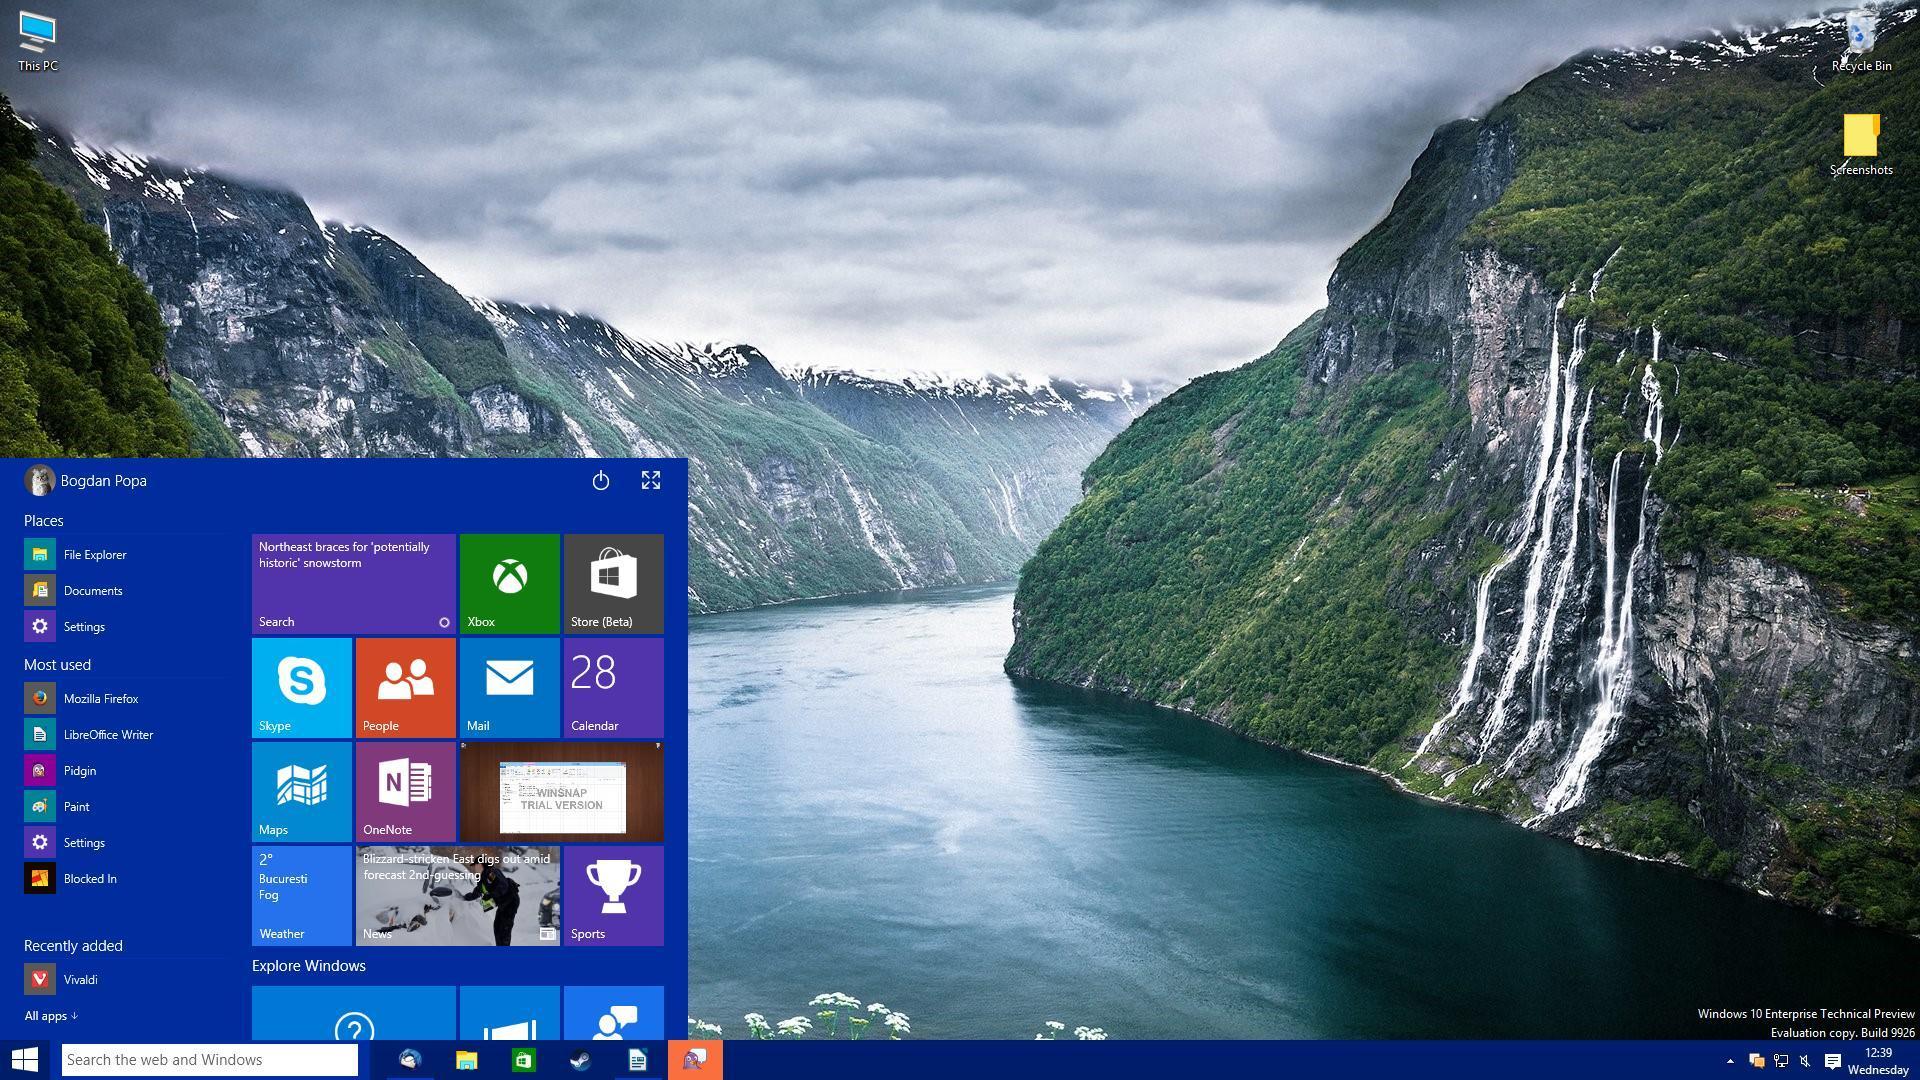 This PC
Recycle Bin
Screenshots
Bogdan Popa
Places
File Explorer
Documents
Settings
Most used
Mozilla Firefox
LibreOffice Writer
Pidgin
Paint
Settings
Blocked In
Recently added
Vivaldi
All apps ↓
Northeast braces for 'potentially
historic' snowstorm
Search
Xbox
Store (Beta)
Skype
People
Mail
28
Calendar
Maps
N
OneNote
WINSNAP
TRIAL VERSION
2°
Bucuresti
Fog
Weather
Blizzard-stricken East digs out amid
forecast 2nd-guessing
News
Sports
Explore Windows
Windows 10 Enterprise Technical Preview
Evaluation copy. Build 9926
Search the web and Windows
12:39
Wednesday